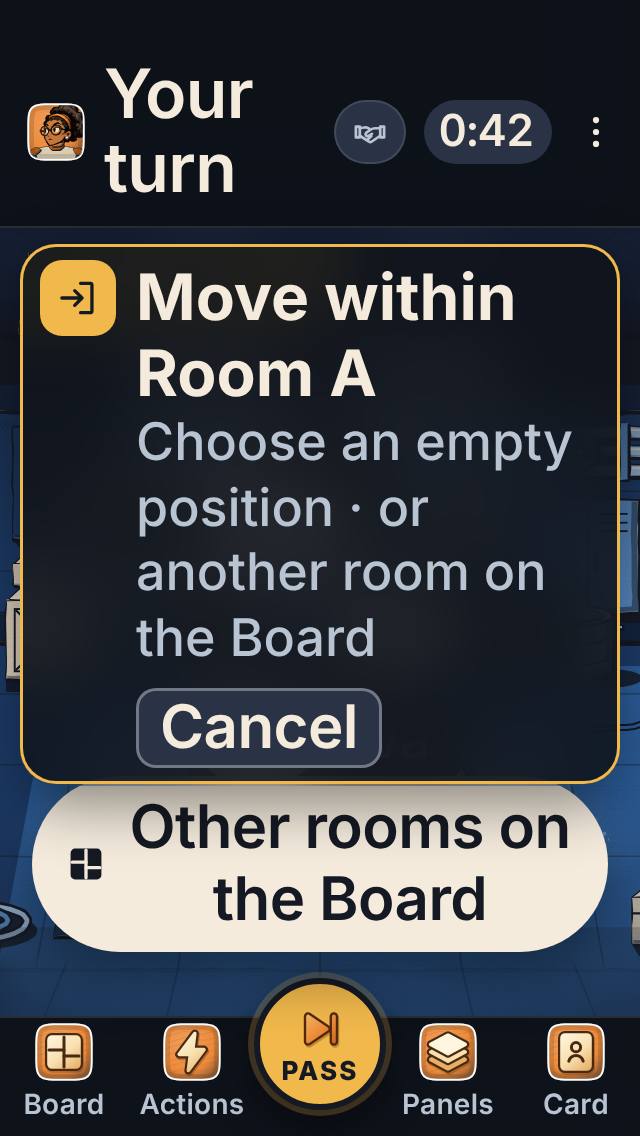 Your
turn
0:42
Move within
Room A
Choose an empty
position · or
another room on
the Board
Cancel
Other rooms on
the Board
PASS
Board
Actions
Panels
Card